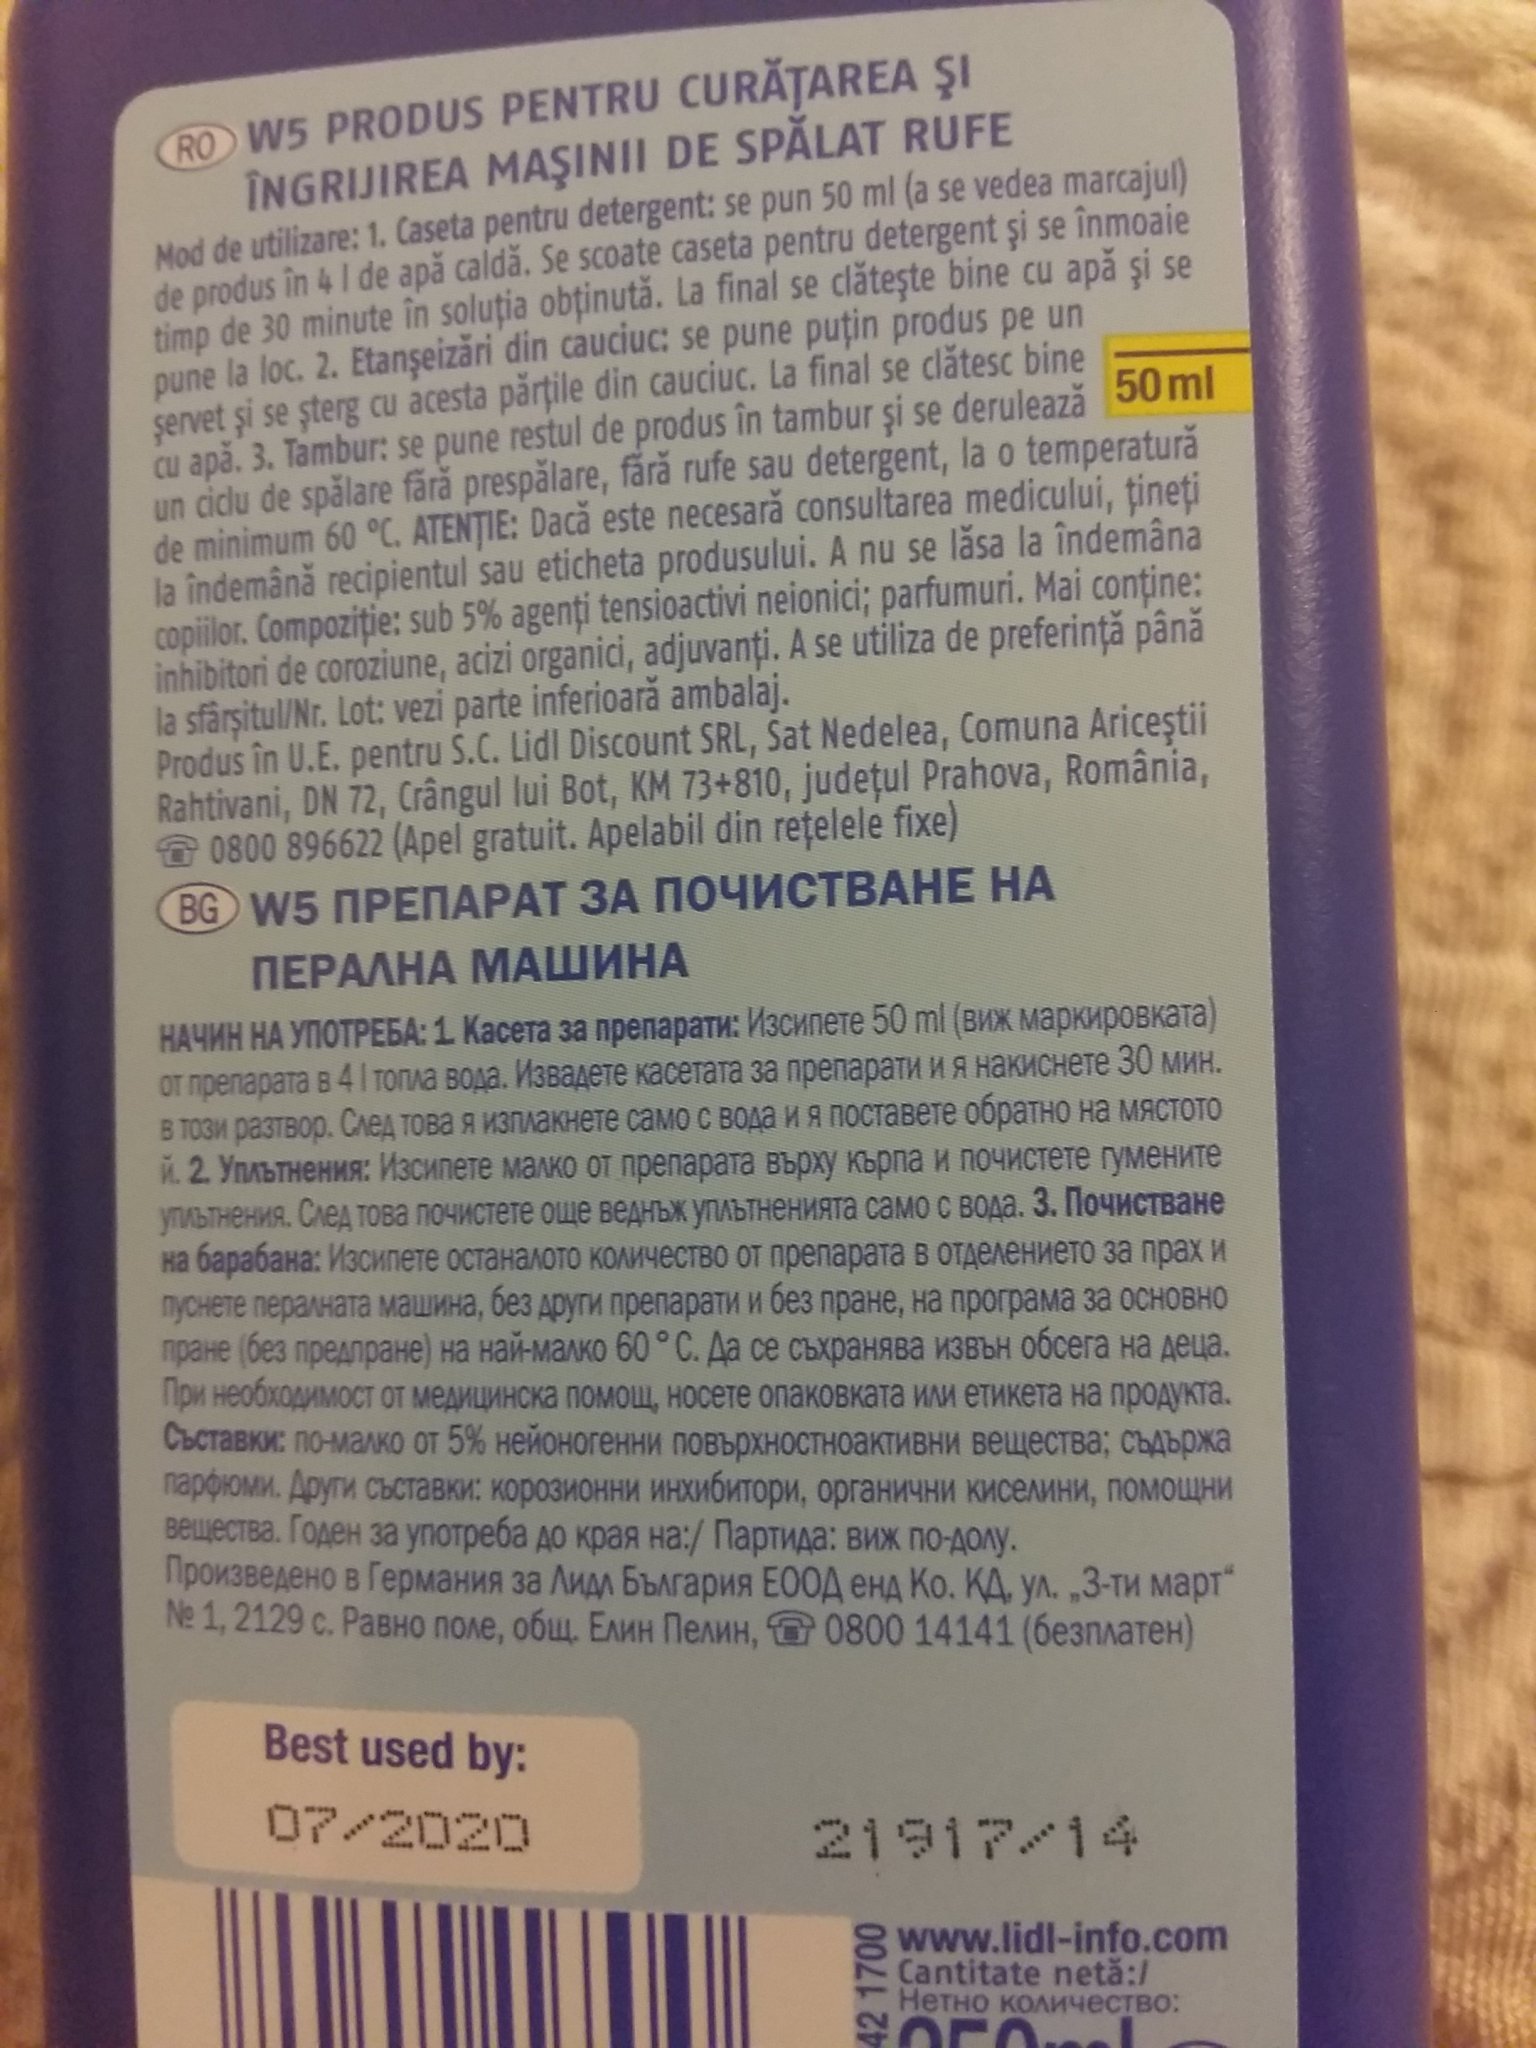 RO W5 PRODUS PENTRU CURĂŢAREA ŞI
ÎNGRIJIREA MAŞINII DE SPĂLAT RUFE
Mod de utilizare: 1. Caseta pentru detergent: se pun 50 ml (a se vedea marcajul)
de produs în 4 l de apă caldă. Se scoate caseta pentru detergent şi se înmoaie
timp de 30 minute în soluţia obţinută. La final se clăteşte bine cu apă şi se
pune la loc. 2. Etanşeizări din cauciuc: se pune puţin produs pe un
şervet şi se şterg cu acesta părţile din cauciuc. La final se clătesc bine
cu apă. 3. Tambur: se pune restul de produs în tambur şi se derulează
50 ml
un ciclu de spălare fără prespălare, fără rufe sau detergent, la o temperatură
de minimum 60 °C. ATENŢIE: Dacă este necesară consultarea medicului, ţineţi
la îndemână recipientul sau eticheta produsului. A nu se lăsa la îndemâna
copiilor. Compoziţie: sub 5% agenţi tensioactivi neionici; parfumuri. Mai conţine:
inhibitori de coroziune, acizi organici, adjuvanţi. A se utiliza de preferinţă până
la sfârşitul/Nr. Lot: vezi parte inferioară ambalaj.
Produs în U.E. pentru S.C. Lidl Discount SRL, Sat Nedelea, Comuna Ariceştii
Rahtivani, DN 72, Crângul lui Bot, KM 73+810, judeţul Prahova, România,
☎ 0800 896622 (Apel gratuit. Apelabil din reţelele fixe)
BG W5 ПРЕПАРАТ ЗА ПОЧИСТВАНЕ НА
ПЕРАЛНА МАШИНА
НАЧИН НА УПОТРЕБА: 1. Касета за препарати: Изсипете 50 ml (виж маркировката)
от препарата в 4 l топла вода. Извадете касетата за препарати и я накиснете 30 мин.
в този разтвор. След това я изплакнете само с вода и я поставете обратно на мястото
й. 2. Уплътнения: Изсипете малко от препарата върху кърпа и почистете гумените
уплътнения. След това почистете още веднъж уплътненията само с вода. 3. Почистване
на барабана: Изсипете останалото количество от препарата в отделението за прах и
пуснете пералната машина, без други препарати и без пране, на програма за основно
пране (без предпране) на най-малко 60 ° C. Да се съхранява извън обсега на деца.
При необходимост от медицинска помощ, носете опаковката или етикета на продукта.
Съставки: по-малко от 5% нейоногенни повърхностноактивни вещества; съдържа
парфюми. Други съставки: корозионни инхибитори, органични киселини, помощни
вещества. Годен за употреба до края на:/ Партида: виж по-долу.
Произведено в Германия за Лидл България ЕООД енд Ко. КД, ул. „3-ти март“
№ 1, 2129 с. Равно поле, общ. Елин Пелин, ☎ 0800 14141 (безплатен)
Best used by:
07/2020
21917/14
42 1700
www.lidl-info.com
Cantitate netă:/
Нетно количество:
250ml